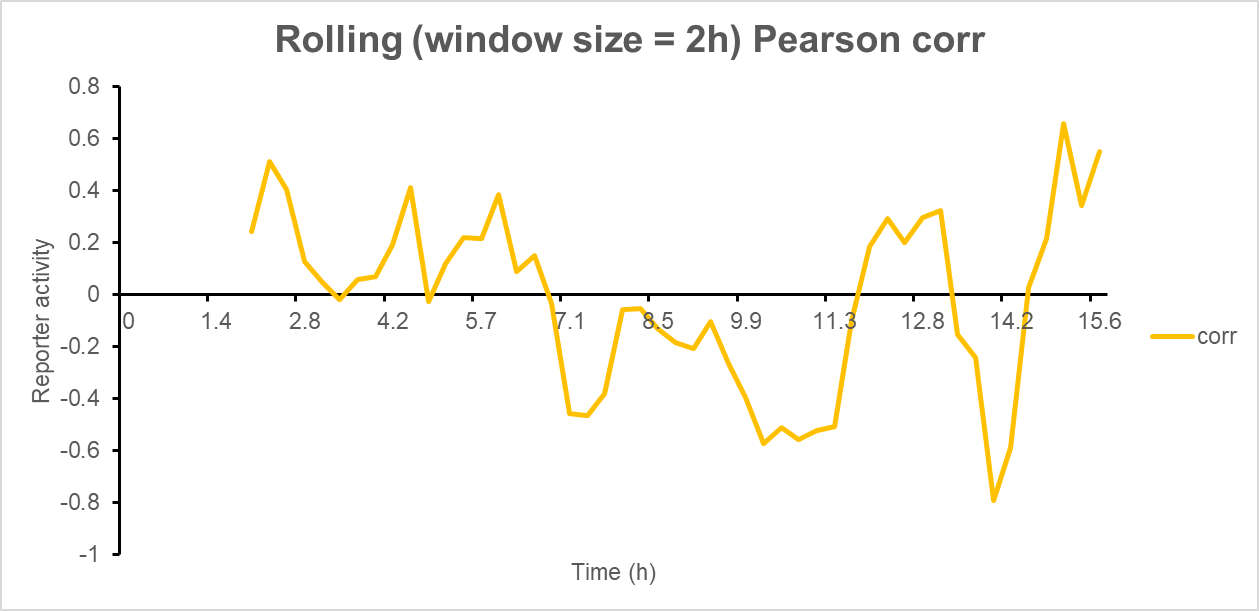 Rolling (window size = 2h) Pearson corr
0.8
0.6
0.4
0.2
0
-0.2
-0.4
-0.6
-0.8
-1
Reporter activity
0 1.4 2.8 4.2 5.7 7.1 8.5 9.9 11.3 12.8 14.2 15.6
Time (h)
corr